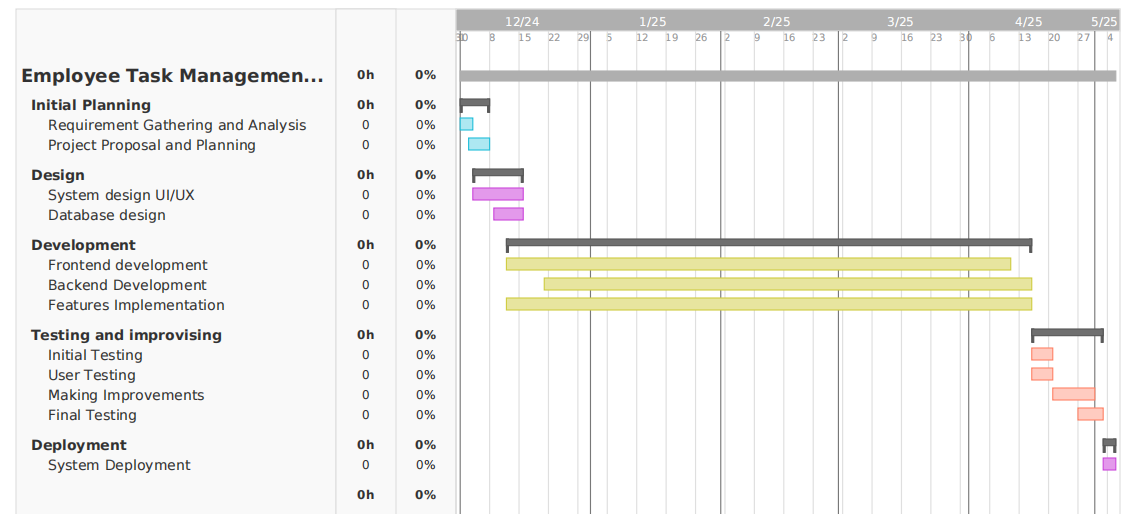 12/24 1/25 2/25 3/25 4/25 5/25
30 8 15 22 29 5 12 19 26 2 9 16 23 2 9 16 23 30 6 13 20 27 4
Employee Task Managemen... 0h 0%
Initial Planning 0h 0%
Requirement Gathering and Analysis 0 0%
Project Proposal and Planning 0 0%
Design 0h 0%
System design UI/UX 0 0%
Database design 0 0%
Development 0h 0%
Frontend development 0 0%
Backend Development 0 0%
Features Implementation 0 0%
Testing and improvising 0h 0%
Initial Testing 0 0%
User Testing 0 0%
Making Improvements 0 0%
Final Testing 0 0%
Deployment 0h 0%
System Deployment 0 0%
0h 0%